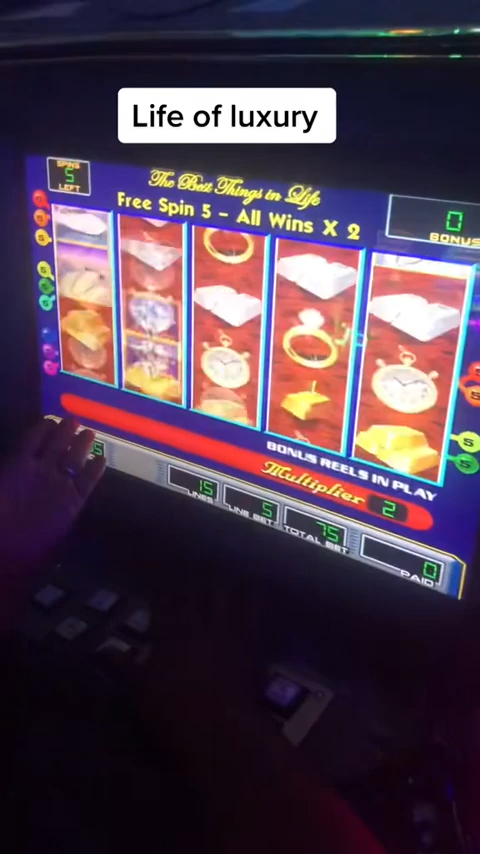 Life of luxury
SPINS
5
LEFT
The Best Things in Life
Free Spin 5 - All Wins X 2
0
BONUS
BONUS REELS IN PLAY
Multiplier 2
15
LINES
5
LINE BET
75
TOTAL BET
0
PAID